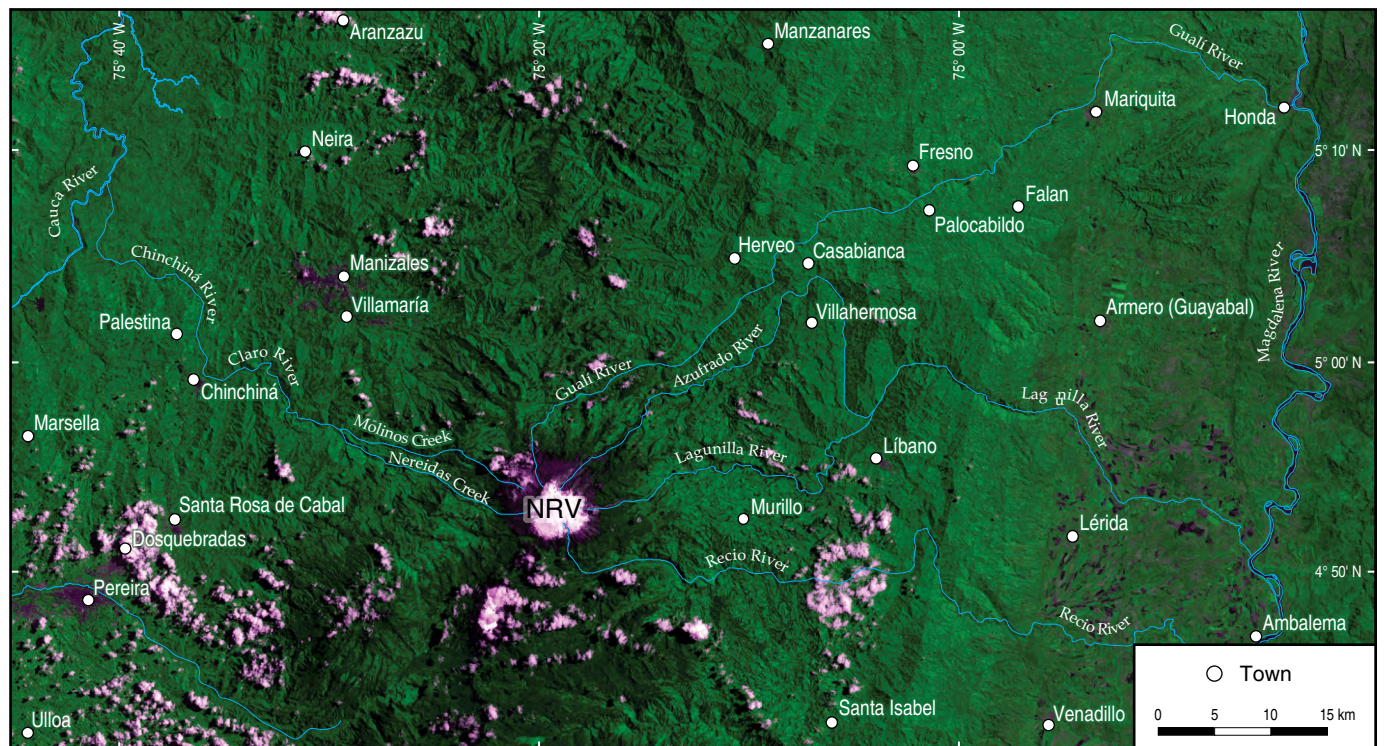 75° 40' W
75° 20' W
75° 00' W
Aranzazu
Manzanares
Gualí River
Mariquita
Honda
Neira
5° 10' N
Fresno
Cauca River
Falan
Palocabildo
Chinchiná River
Manizales
Herveo
Casabianca
Magdalena River
Villamaría
Villahermosa
Armero (Guayabal)
Palestina
Claro River
Gualí River
Azufrado River
5° 00' N
Chinchiná
Lagunilla River
Marsella
Molinos Creek
Nereidas Creek
Lagunilla River
Líbano
NRV
Murillo
Santa Rosa de Cabal
Dosquebradas
Lérida
Recio River
4° 50' N
Pereira
Recio River
Ambalema
Town
Ulloa
Santa Isabel
Venadillo
0 5 10 15 km